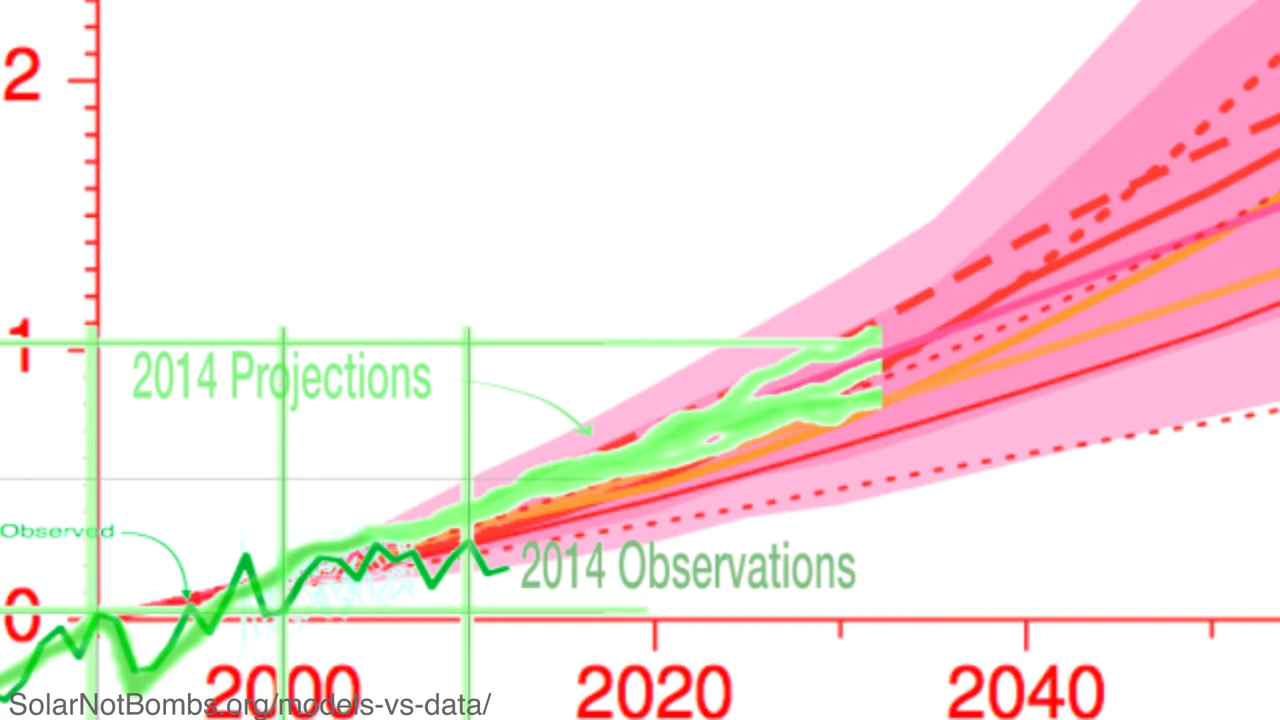 2
1
2014 Projections
Observed
2014 Observations
0
2000
2020
2040
SolarNotBombs.org/models-vs-data/